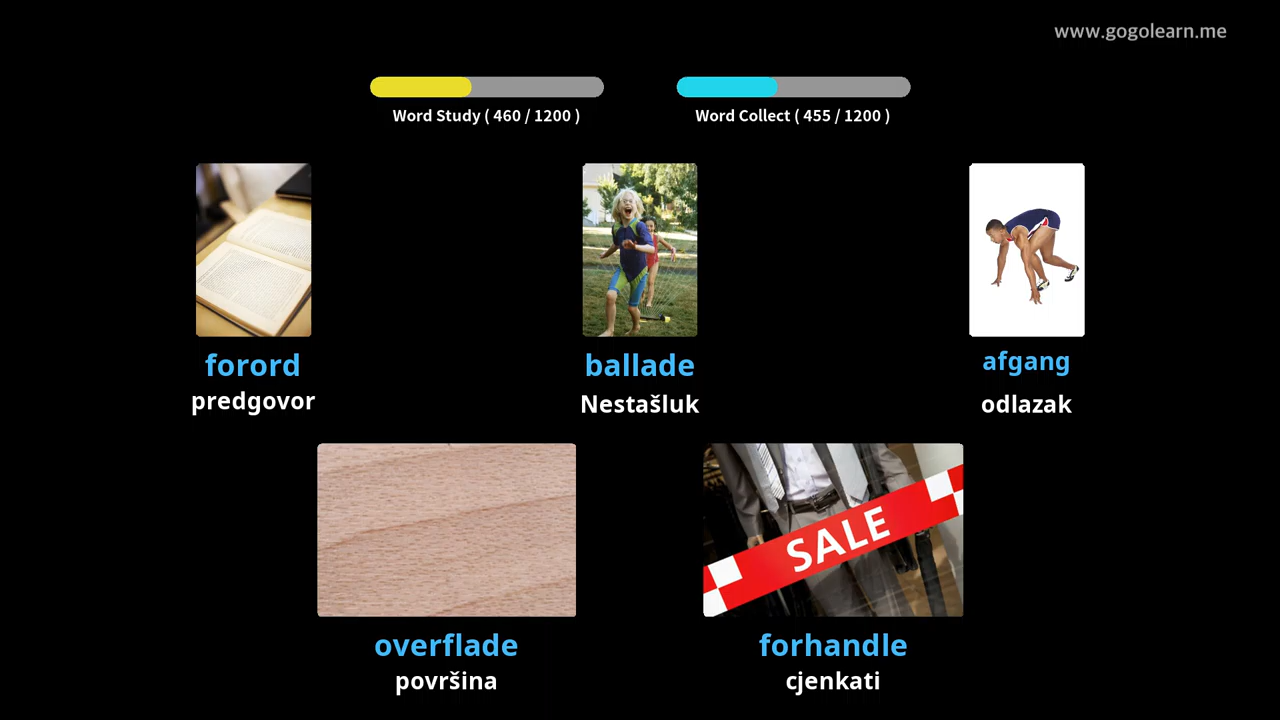 www.gogolearn.me
Word Study ( 460 / 1200 )
Word Collect ( 455 / 1200 )
forord
predgovor
ballade
Nestašluk
afgang
odlazak
SALE
overflade
površina
forhandle
cjenkati